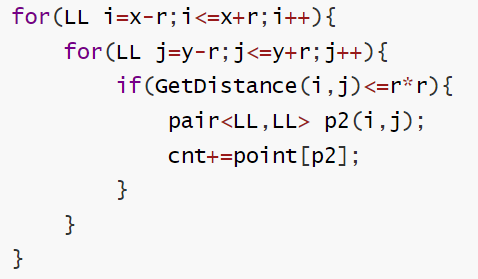 for(LL i=x-r;i<=x+r;i++){
    for(LL j=y-r;j<=y+r;j++){
        if(GetDistance(i,j)<=r*r){
            pair<LL,LL> p2(i,j);
            cnt+=point[p2];
        }
    }
}